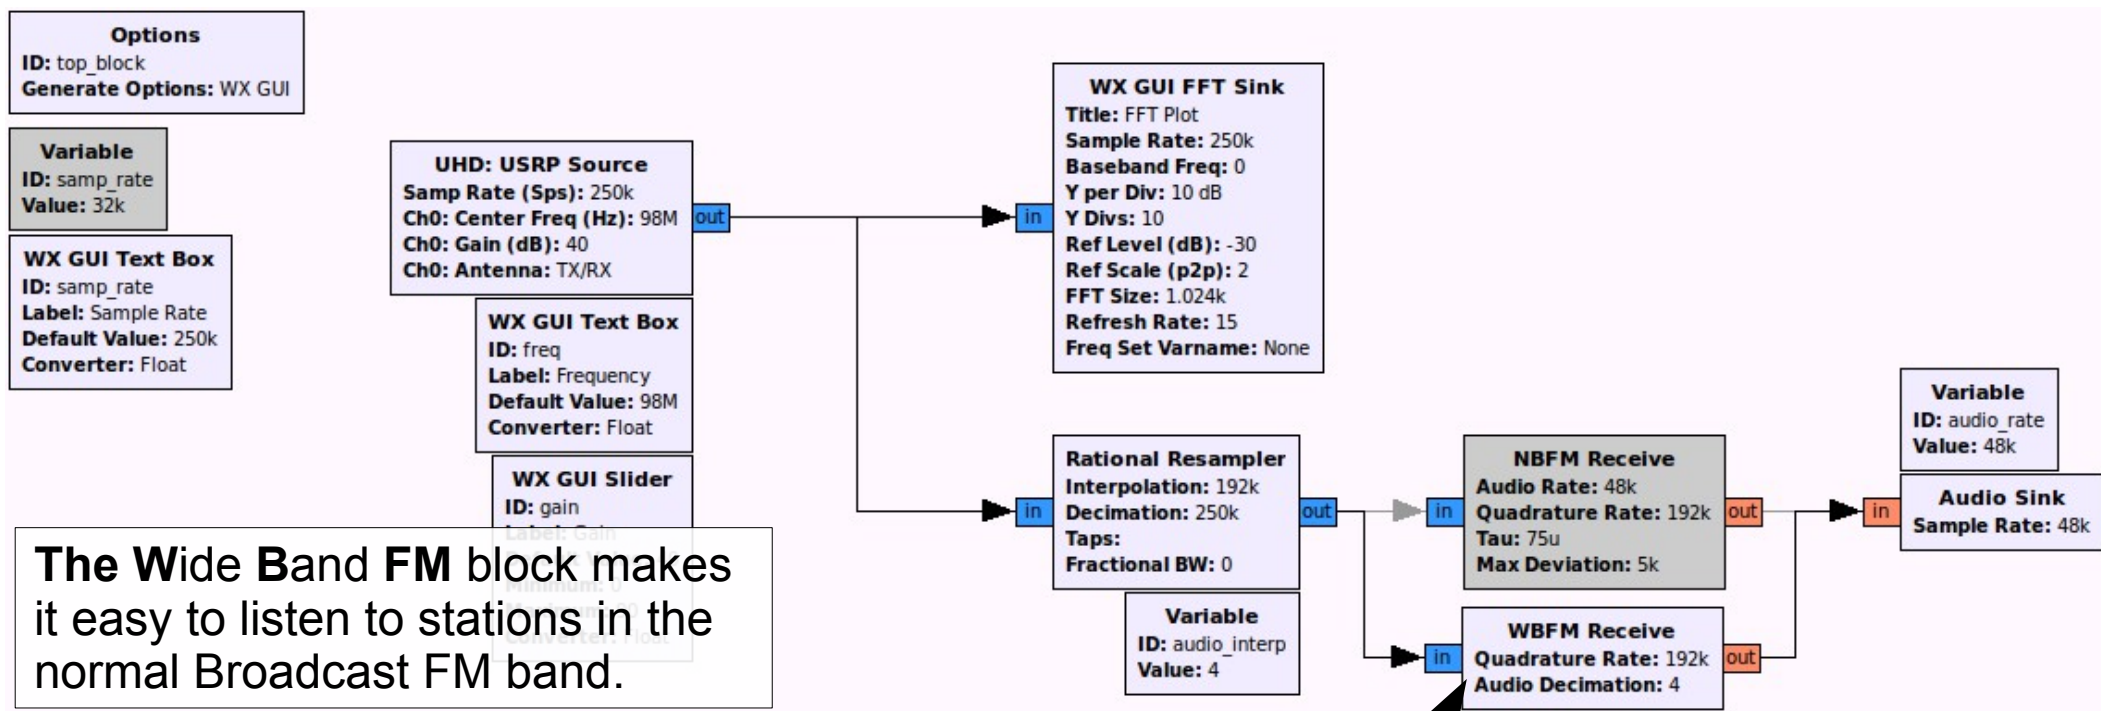 Options
ID: top_block
Generate Options: WX GUI
Variable
ID: samp_rate
Value: 32k
WX GUI Text Box
ID: samp_rate
Label: Sample Rate
Default Value: 250k
Converter: Float
UHD: USRP Source
Samp Rate (Sps): 250k
Ch0: Center Freq (Hz): 98M
Ch0: Gain (dB): 40
Ch0: Antenna: TX/RX
out
WX GUI Text Box
ID: freq
Label: Frequency
Default Value: 98M
Converter: Float
WX GUI Slider
ID: gain
Label: Gain
Minimum: 0
Converter: Float
The Wide Band FM block makes
it easy to listen to stations in the
normal Broadcast FM band.
WX GUI FFT Sink
Title: FFT Plot
Sample Rate: 250k
Baseband Freq: 0
Y per Div: 10 dB
Y Divs: 10
Ref Level (dB): -30
Ref Scale (p2p): 2
FFT Size: 1.024k
Refresh Rate: 15
Freq Set Varname: None
in
Rational Resampler
Interpolation: 192k
Decimation: 250k
Taps:
Fractional BW: 0
in
out
Variable
ID: audio_interp
Value: 4
NBFM Receive
Audio Rate: 48k
Quadrature Rate: 192k
Tau: 75u
Max Deviation: 5k
in
out
WBFM Receive
Quadrature Rate: 192k
Audio Decimation: 4
in
out
Variable
ID: audio_rate
Value: 48k
Audio Sink
Sample Rate: 48k
in